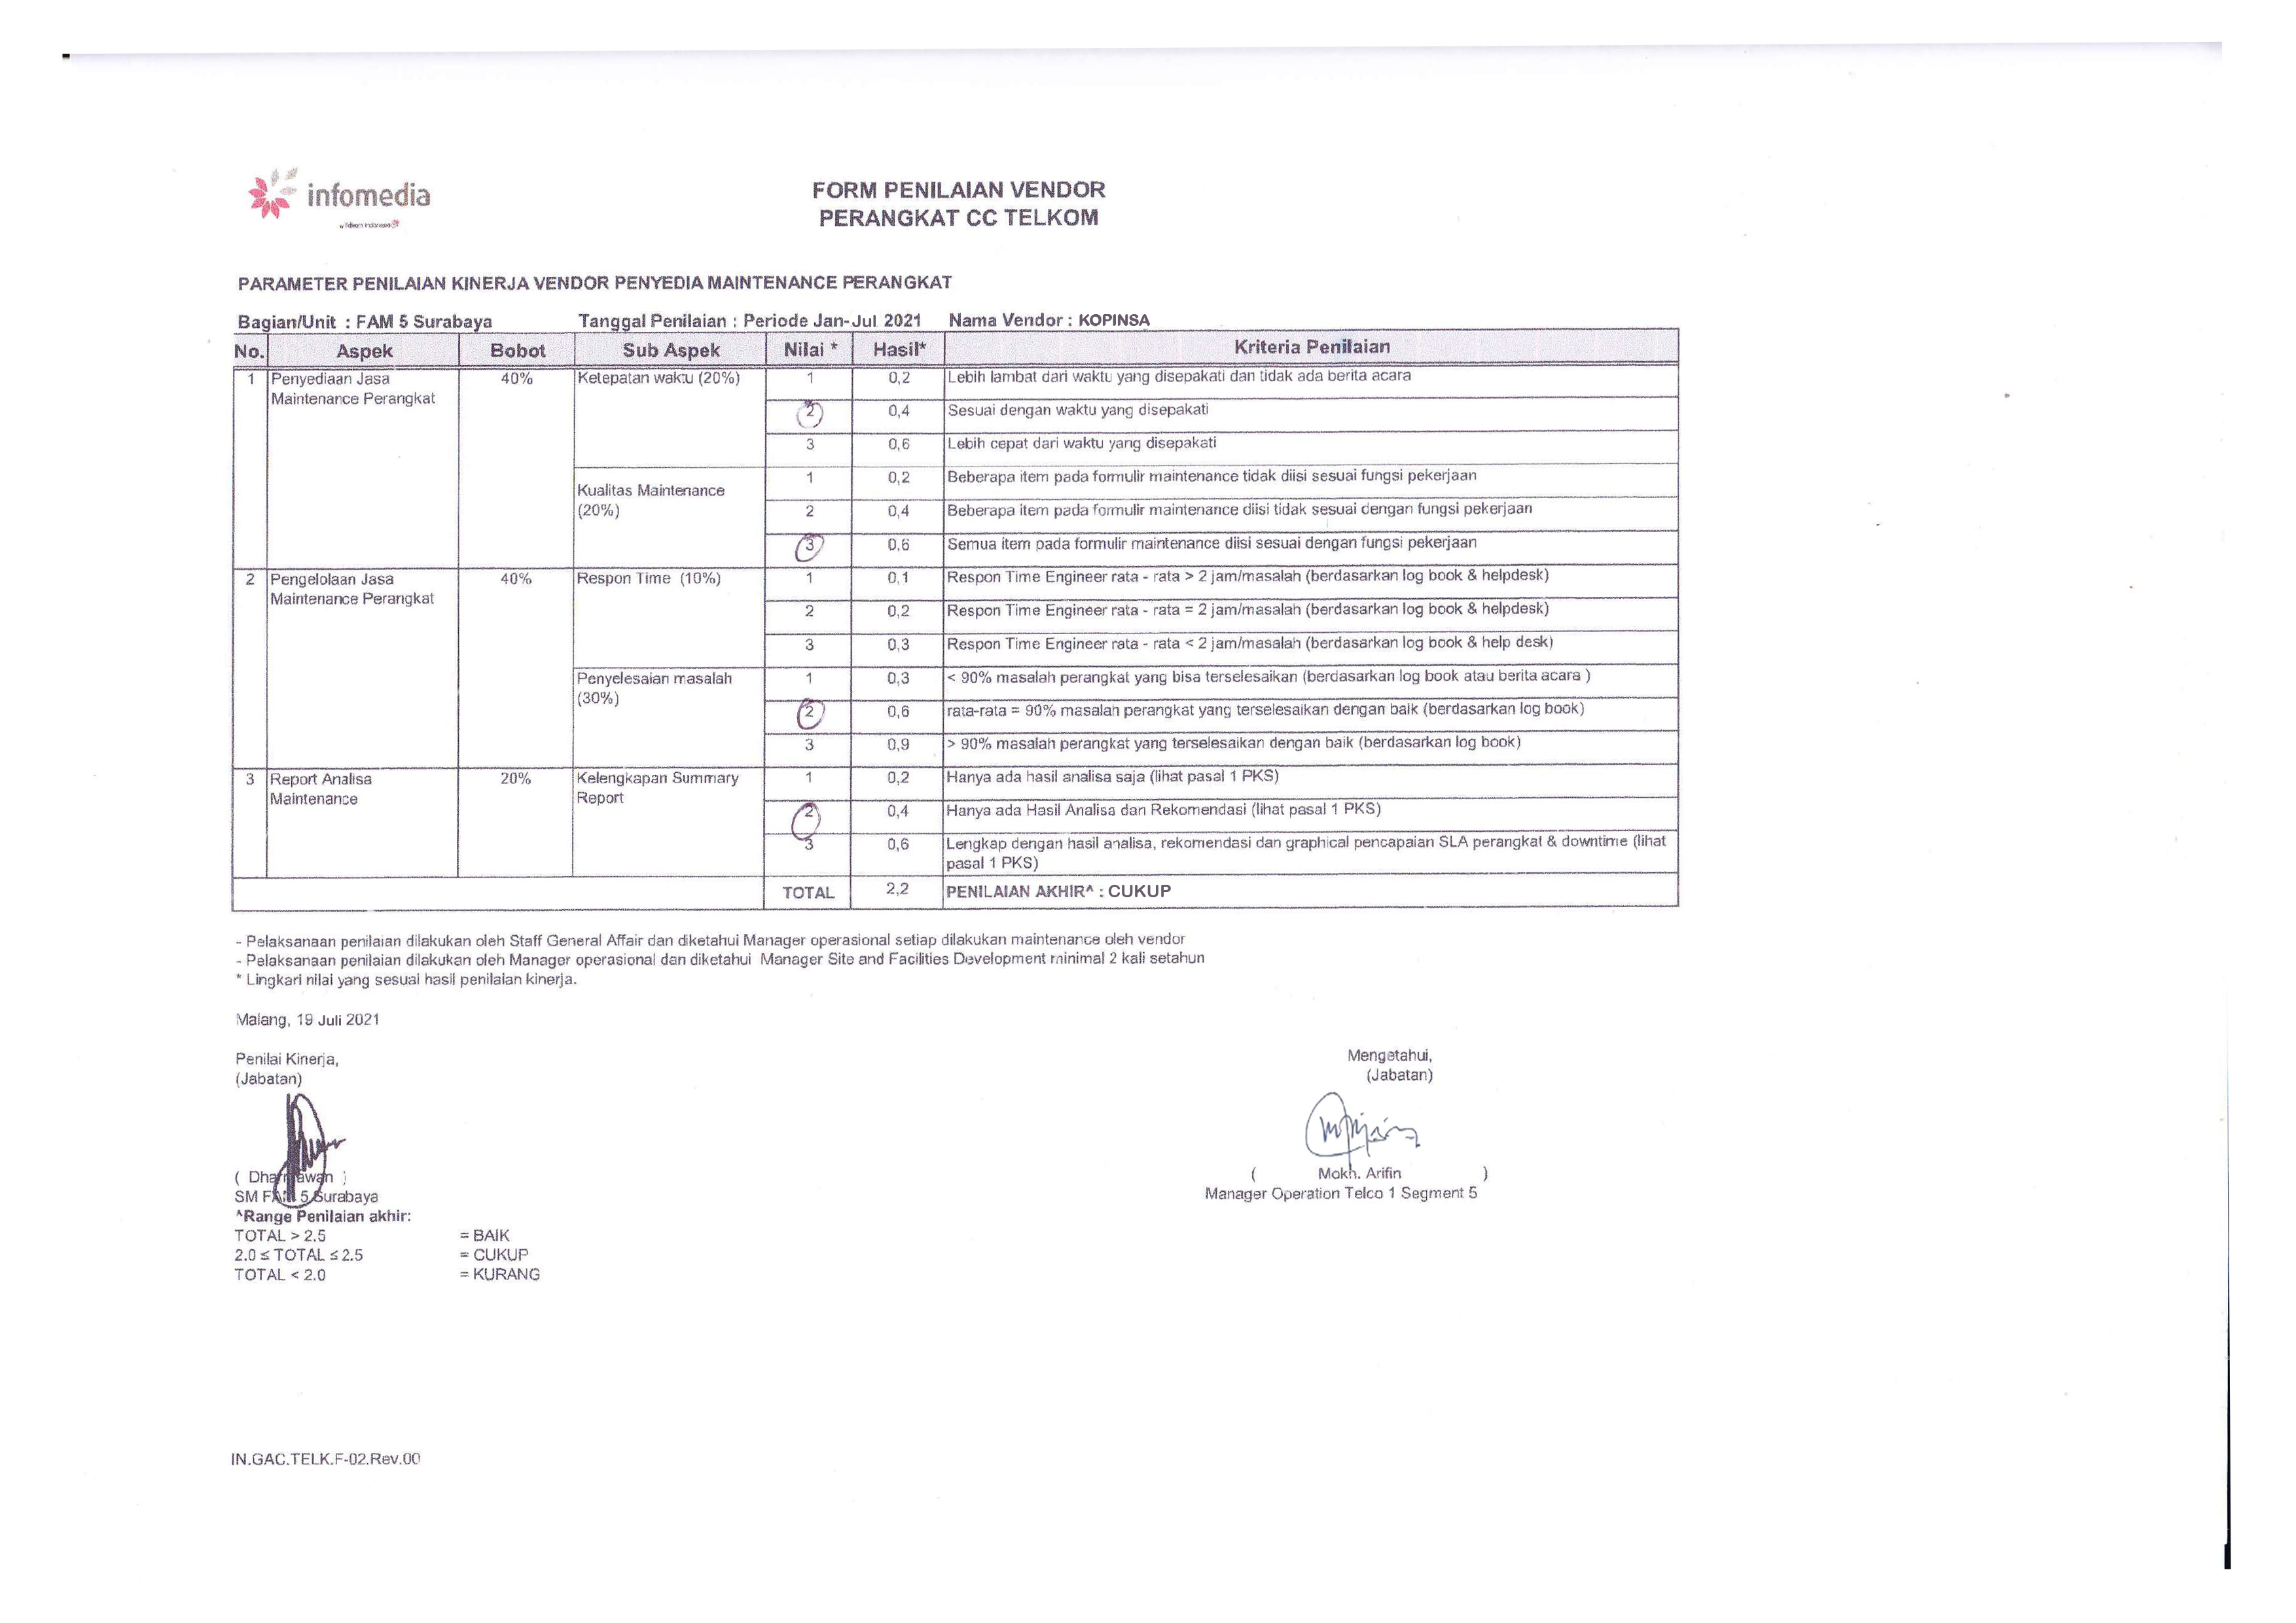 infomedia
by Telkom Indonesia
FORM PENILAIAN VENDOR
PERANGKAT CC TELKOM
PARAMETER PENILAIAN KINERJA VENDOR PENYEDIA MAINTENANCE PERANGKAT
Bagian/Unit : FAM 5 Surabaya Tanggal Penilaian : Periode Jan-Jul 2021 Nama Vendor : KOPINSA
No. Aspek Bobot Sub Aspek Nilai * Hasil* Kriteria Penilaian
1 Penyediaan Jasa 40% Ketepatan waktu (20%) 1 0,2 Lebih lambat dari waktu yang disepakati dan tidak ada berita acara
Maintenance Perangkat
2 0,4 Sesuai dengan waktu yang disepakati
3 0,6 Lebih cepat dari waktu yang disepakati
Kualitas Maintenance 1 0,2 Beberapa item pada formulir maintenance tidak diisi sesuai fungsi pekerjaan
(20%) 2 0,4 Beberapa item pada formulir maintenance diisi tidak sesuai dengan fungsi pekerjaan
3 0,6 Semua item pada formulir maintenance diisi sesuai dengan fungsi pekerjaan
2 Pengelolaan Jasa 40% Respon Time (10%) 1 0,1 Respon Time Engineer rata - rata > 2 jam/masalah (berdasarkan log book & helpdesk)
Maintenance Perangkat
2 0,2 Respon Time Engineer rata - rata = 2 jam/masalah (berdasarkan log book & helpdesk)
3 0,3 Respon Time Engineer rata - rata < 2 jam/masalah (berdasarkan log book & help desk)
Penyelesaian masalah 1 0,3 < 90% masalah perangkat yang bisa terselesaikan (berdasarkan log book atau berita acara )
(30%) 2 0,6 rata-rata = 90% masalah perangkat yang terselesaikan dengan baik (berdasarkan log book)
3 0,9 > 90% masalah perangkat yang terselesaikan dengan baik (berdasarkan log book)
3 Report Analisa 20% Kelengkapan Summary 1 0,2 Hanya ada hasil analisa saja (lihat pasal 1 PKS)
Maintenance Report
2 0,4 Hanya ada Hasil Analisa dan Rekomendasi (lihat pasal 1 PKS)
3 0,6 Lengkap dengan hasil analisa, rekomendasi dan graphical pencapaian SLA perangkat & downtime (lihat
pasal 1 PKS)
TOTAL 2,2 PENILAIAN AKHIR^ : CUKUP
- Pelaksanaan penilaian dilakukan oleh Staff General Affair dan diketahui Manager operasional setiap dilakukan maintenance oleh vendor
- Pelaksanaan penilaian dilakukan oleh Manager operasional dan diketahui Manager Site and Facilities Development minimal 2 kali setahun
* Lingkari nilai yang sesuai hasil penilaian kinerja.
Malang, 19 Juli 2021
Penilai Kinerja, Mengetahui,
(Jabatan) (Jabatan)
( Dharmawan ) ( Mokh. Arifin )
SM FAM 5 Surabaya Manager Operation Telco 1 Segment 5
^Range Penilaian akhir:
TOTAL > 2.5 = BAIK
2.0 ≤ TOTAL ≤ 2.5 = CUKUP
TOTAL < 2.0 = KURANG
IN.GAC.TELK.F-02.Rev.00